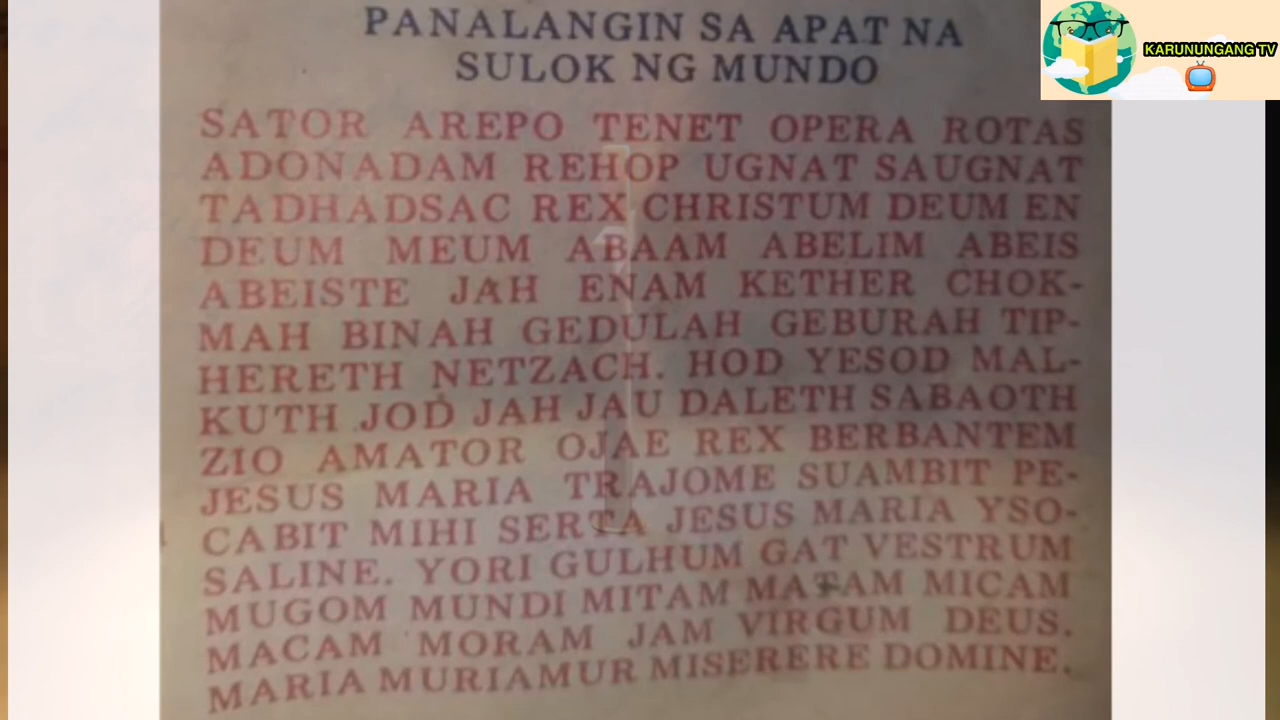 PANALANGIN SA APAT NA
SULOK NG MUNDO
KARUNUNGANG TV
SATOR AREPO TENET OPERA ROTAS
ADONADAM REHOP UGNAT SAUGNAT
TADHADSAC REX CHRISTUM DEUM EN
DEUM MEUM ABAAM ABELIM ABEIS
ABEISTE JAH ENAM KETHER CHOK-
MAH BINAH GEDULAH GEBURAH TIP-
HERETH NETZACH. HOD YESOD MAL-
KUTH JOD JAH JAU DALETH SABAOTH
ZIO AMATOR OJAE REX BERBANTEM
JESUS MARIA TRAJOME SUAMBIT PE-
CABIT MIHI SERTA JESUS MARIA YSO-
SALINE. YORI GULHUM GAT VESTRUM
MUGOM MUNDI MITAM MATAM MICAM
MACAM MORAM JAM VIRGUM DEUS.
MARIA MURIAMUR MISERERE DOMINE.